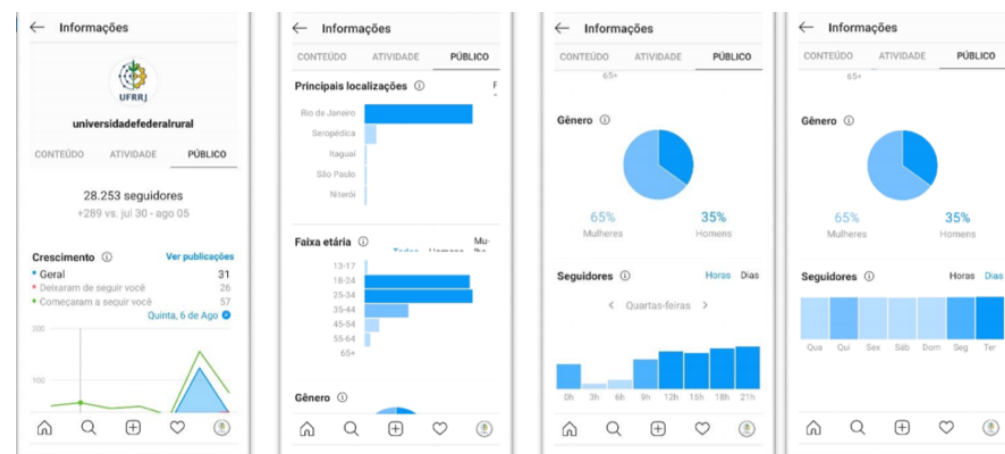 Informações
UFRRJ
universidadefederalrural
CONTEÚDO ATIVIDADE PÚBLICO
28.253 seguidores
+289 vs. jul 30 - ago 05
Crescimento Ver publicações
Geral 31
Deixaram de seguir você 26
Começaram a seguir você 57
Quinta, 6 de Ago
200
100
Informações
CONTEÚDO ATIVIDADE PÚBLICO
Principais localizações
Rio de Janeiro
Seropédica
Itaguaí
São Paulo
Niterói
Faixa etária Mu-
13-17
18-24
25-34
35-44
45-54
55-64
65+
Gênero
Informações
CONTEÚDO ATIVIDADE PÚBLICO
65+
Gênero
65% 35%
Mulheres Homens
Seguidores Horas Dias
Quartas-feiras
0h 3h 6h 9h 12h 15h 18h 21h
Informações
CONTEÚDO ATIVIDADE PÚBLICO
65+
Gênero
65% 35%
Mulheres Homens
Seguidores Horas Dias
Qua Qui Sex Sáb Dom Seg Ter